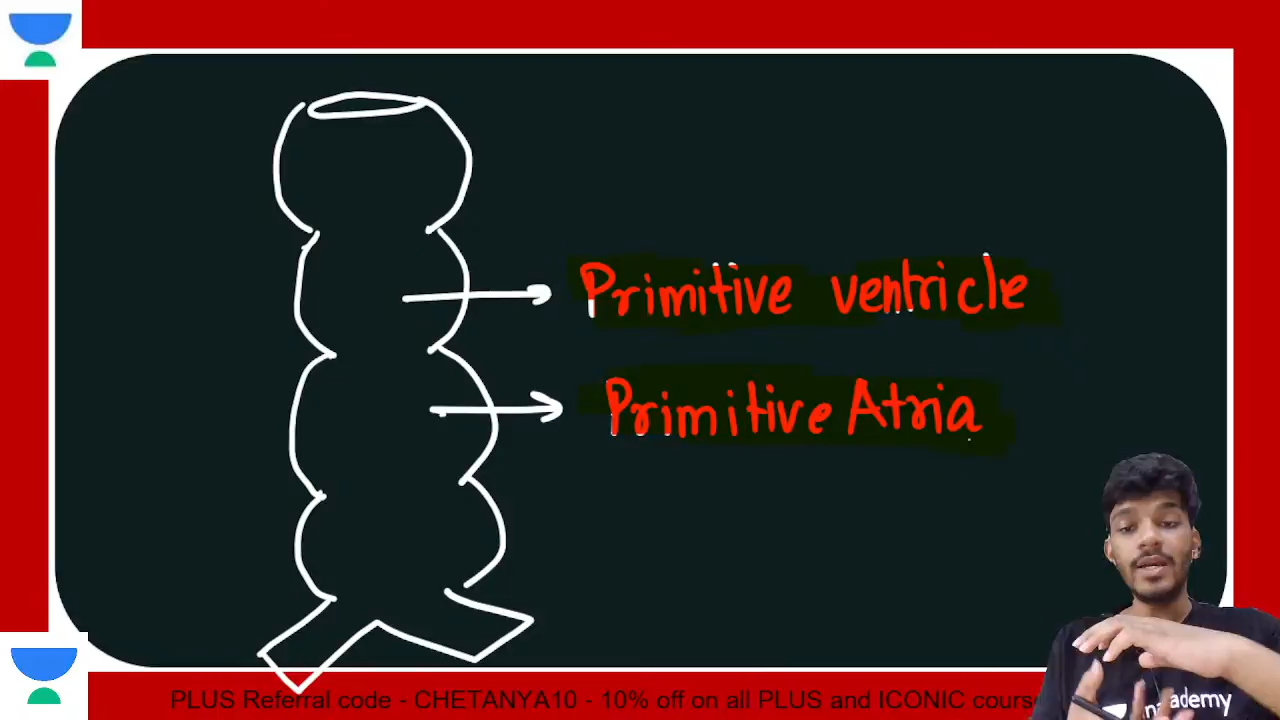 Primitive ventricle
Primitive Atria
PLUS Referral code - CHETANYA10 - 10% off on all PLUS and ICONIC cours